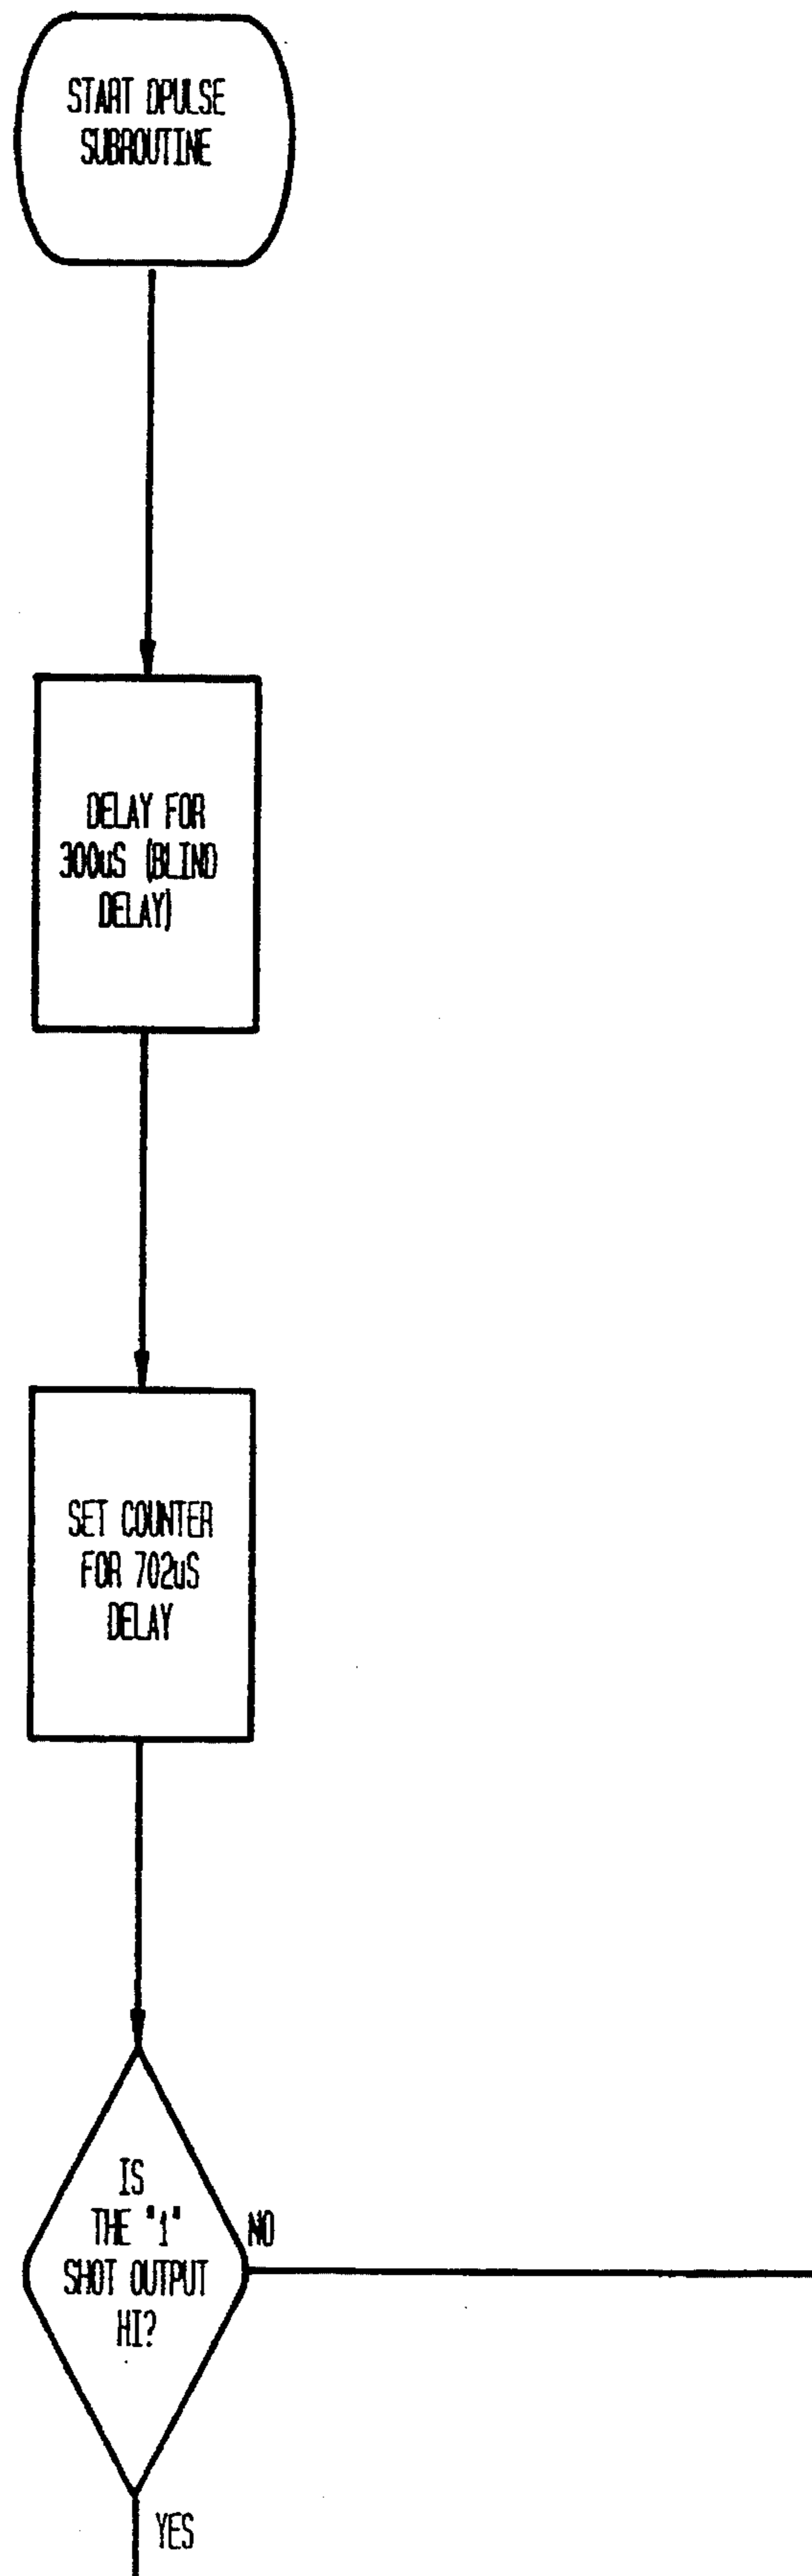 START DPULSE
SUBROUTINE
DELAY FOR
300uS (BLIND
DELAY)
SET COUNTER
FOR 702uS
DELAY
IS
THE "1"
SHOT OUTPUT
HI?
NO
YES